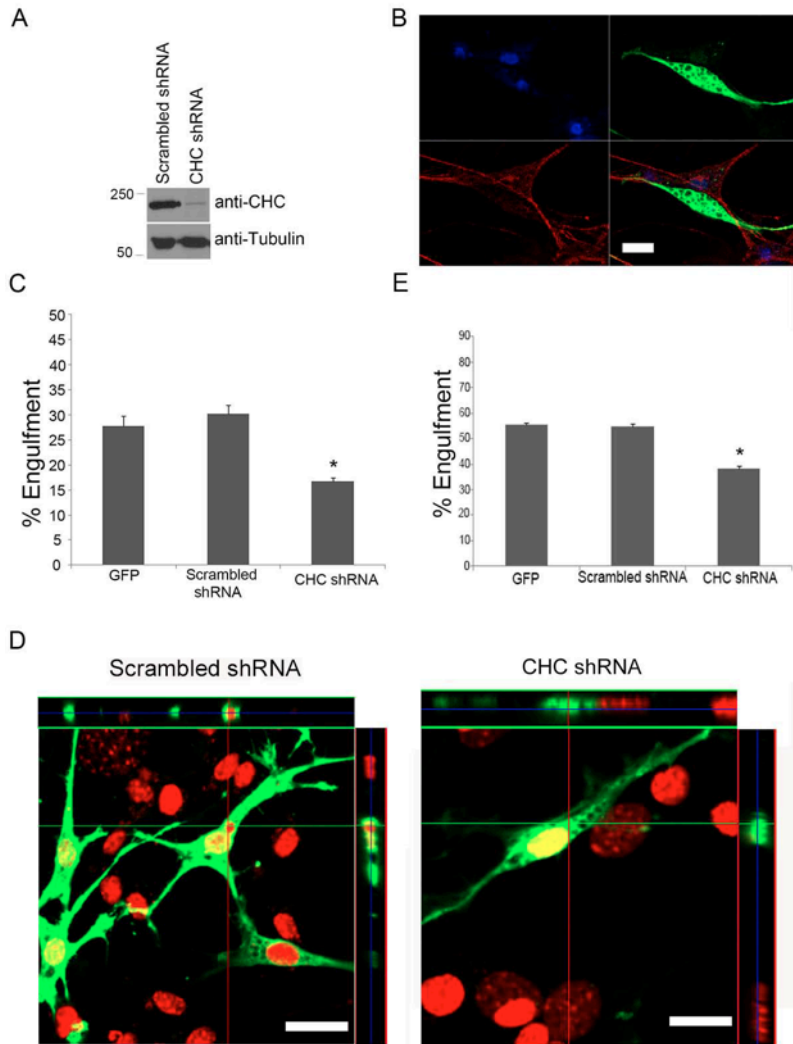 A
B
Scrambled shRNA
CHC shRNA
250
anti-CHC
anti-Tubulin
50
C
E
% Engulfment
50
45
40
35
30
25
20
15
10
5
0
*
GFP
Scrambled shRNA
CHC shRNA
% Engulfment
90
80
70
60
50
40
30
20
10
0
*
GFP
Scrambled shRNA
CHC shRNA
D
Scrambled shRNA
CHC shRNA